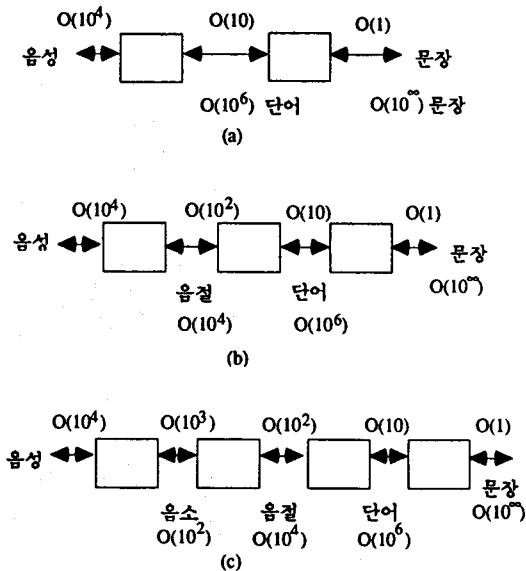 O(10⁴) O(10) O(1)
음성 문장
O(10⁶) 단어 O(10^∞) 문장
(a)
O(10⁴) O(10²) O(10) O(1)
음성 문장
음절 단어 O(10^∞)
O(10⁴) O(10⁶)
(b)
O(10⁴) O(10³) O(10²) O(10) O(1)
음성
문장
음소 음절 단어 O(10^∞)
O(10²) O(10⁴) O(10⁶)
(c)